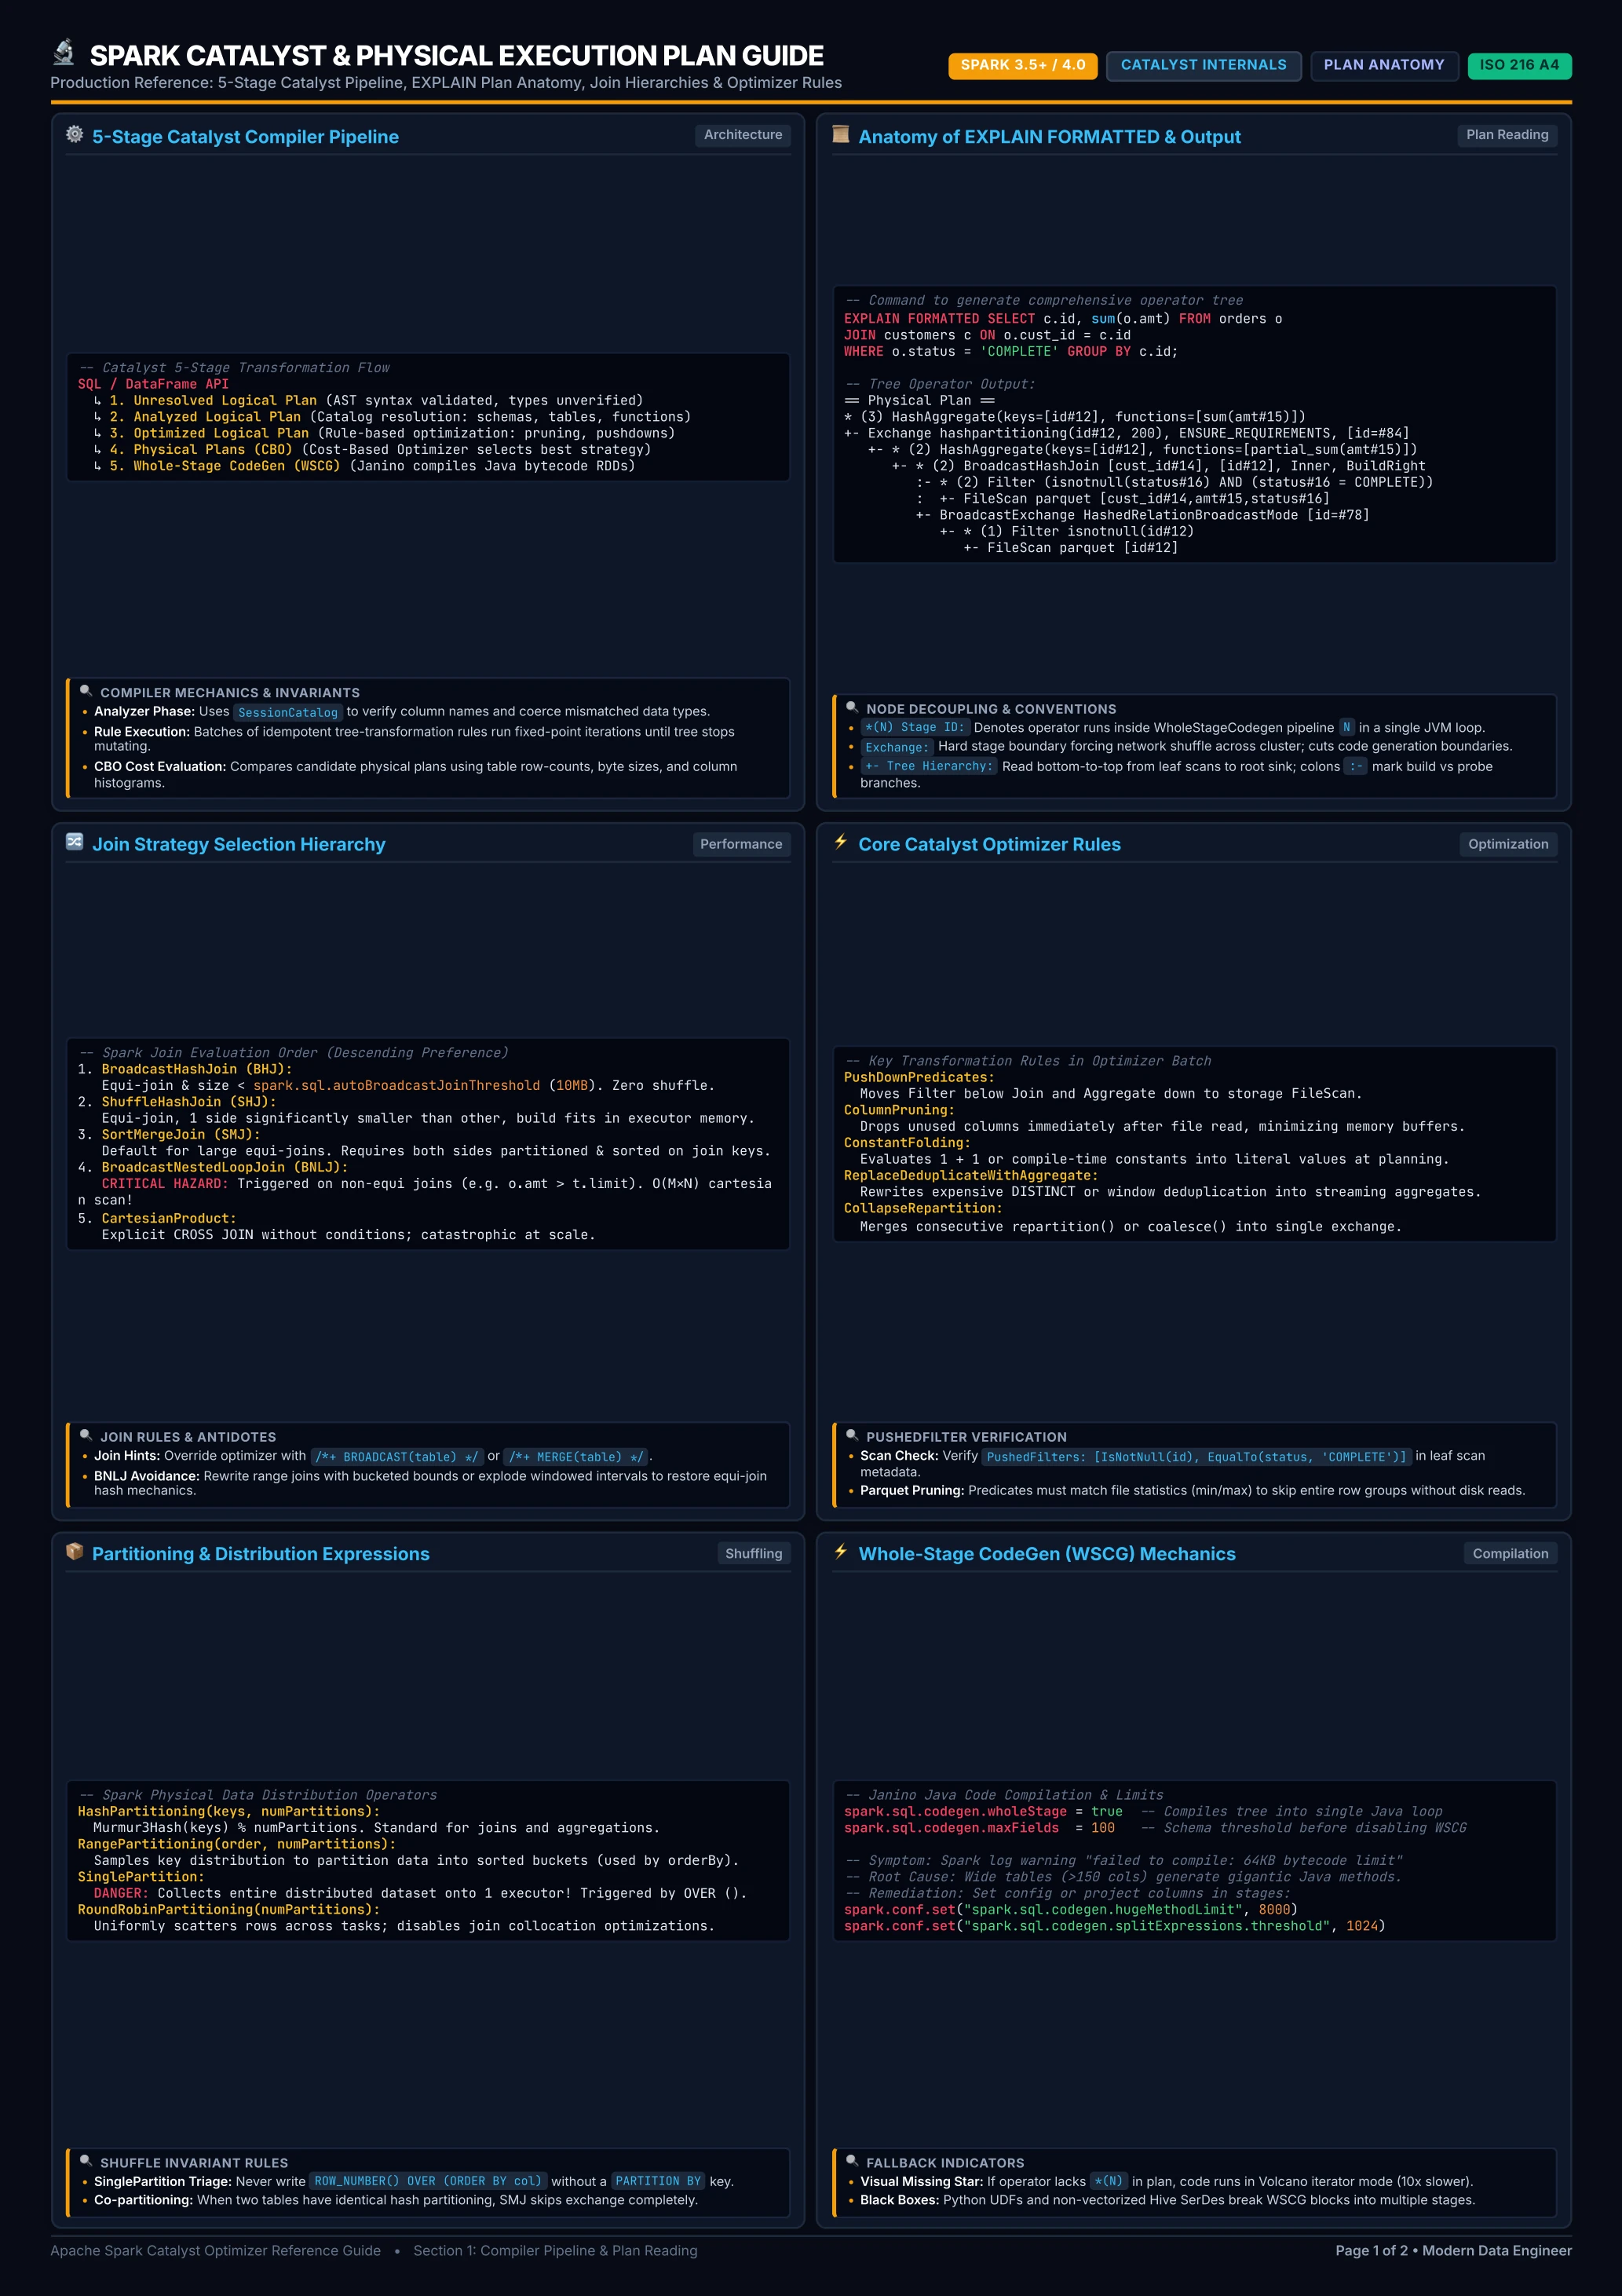 🔬 SPARK CATALYST & PHYSICAL EXECUTION PLAN GUIDE
Production Reference: 5-Stage Catalyst Pipeline, EXPLAIN Plan Anatomy, Join Hierarchies & Optimizer Rules
SPARK 3.5+ / 4.0
CATALYST INTERNALS
PLAN ANATOMY
ISO 216 A4
5-Stage Catalyst Compiler Pipeline
Architecture
-- Catalyst 5-Stage Transformation Flow
SQL / DataFrame API
↳ 1. Unresolved Logical Plan (AST syntax validated, types unverified)
↳ 2. Analyzed Logical Plan (Catalog resolution: schemas, tables, functions)
↳ 3. Optimized Logical Plan (Rule-based optimization: pruning, pushdowns)
↳ 4. Physical Plans (CBO) (Cost-Based Optimizer selects best strategy)
↳ 5. Whole-Stage CodeGen (WSCG) (Janino compiles Java bytecode RDDs)
COMPILER MECHANICS & INVARIANTS
• Analyzer Phase: Uses SessionCatalog to verify column names and coerce mismatched data types.
• Rule Execution: Batches of idempotent tree-transformation rules run fixed-point iterations until tree stops
mutating.
• CBO Cost Evaluation: Compares candidate physical plans using table row-counts, byte sizes, and column
histograms.
Anatomy of EXPLAIN FORMATTED & Output
Plan Reading
-- Command to generate comprehensive operator tree
EXPLAIN FORMATTED SELECT c.id, sum(o.amt) FROM orders o
JOIN customers c ON o.cust_id = c.id
WHERE o.status = 'COMPLETE' GROUP BY c.id;
-- Tree Operator Output:
== Physical Plan ==
* (3) HashAggregate(keys=[id#12], functions=[sum(amt#15)])
+- Exchange hashpartitioning(id#12, 200), ENSURE_REQUIREMENTS, [id=#84]
+- * (2) HashAggregate(keys=[id#12], functions=[partial_sum(amt#15)])
+- * (2) BroadcastHashJoin [cust_id#14], [id#12], Inner, BuildRight
:- * (2) Filter (isnotnull(status#16) AND (status#16 = COMPLETE))
:  +- FileScan parquet [cust_id#14,amt#15,status#16]
+- BroadcastExchange HashedRelationBroadcastMode [id=#78]
+- * (1) Filter isnotnull(id#12)
+- FileScan parquet [id#12]
NODE DECOUPLING & CONVENTIONS
• *(N) Stage ID: Denotes operator runs inside WholeStageCodegen pipeline N in a single JVM loop.
• Exchange: Hard stage boundary forcing network shuffle across cluster; cuts code generation boundaries.
• +- Tree Hierarchy: Read bottom-to-top from leaf scans to root sink; colons :- mark build vs probe
branches.
Join Strategy Selection Hierarchy
Performance
-- Spark Join Evaluation Order (Descending Preference)
1. BroadcastHashJoin (BHJ):
Equi-join & size < spark.sql.autoBroadcastJoinThreshold (10MB). Zero shuffle.
2. ShuffleHashJoin (SHJ):
Equi-join, 1 side significantly smaller than other, build fits in executor memory.
3. SortMergeJoin (SMJ):
Default for large equi-joins. Requires both sides partitioned & sorted on join keys.
4. BroadcastNestedLoopJoin (BNLJ):
CRITICAL HAZARD: Triggered on non-equi joins (e.g. o.amt > t.limit). O(M×N) cartesia
n scan!
5. CartesianProduct:
Explicit CROSS JOIN without conditions; catastrophic at scale.
JOIN RULES & ANTIDOTES
• Join Hints: Override optimizer with /*+ BROADCAST(table) */ or /*+ MERGE(table) */.
• BNLJ Avoidance: Rewrite range joins with bucketed bounds or explode windowed intervals to restore equi-join
hash mechanics.
Core Catalyst Optimizer Rules
Optimization
-- Key Transformation Rules in Optimizer Batch
PushDownPredicates:
Moves Filter below Join and Aggregate down to storage FileScan.
ColumnPruning:
Drops unused columns immediately after file read, minimizing memory buffers.
ConstantFolding:
Evaluates 1 + 1 or compile-time constants into literal values at planning.
ReplaceDeduplicateWithAggregate:
Rewrites expensive DISTINCT or window deduplication into streaming aggregates.
CollapseRepartition:
Merges consecutive repartition() or coalesce() into single exchange.
PUSHEDFILTER VERIFICATION
• Scan Check: Verify PushedFilters: [IsNotNull(id), EqualTo(status, 'COMPLETE')] in leaf scan
metadata.
• Parquet Pruning: Predicates must match file statistics (min/max) to skip entire row groups without disk reads.
Partitioning & Distribution Expressions
Shuffling
-- Spark Physical Data Distribution Operators
HashPartitioning(keys, numPartitions):
Murmur3Hash(keys) % numPartitions. Standard for joins and aggregations.
RangePartitioning(order, numPartitions):
Samples key distribution to partition data into sorted buckets (used by orderBy).
SinglePartition:
DANGER: Collects entire distributed dataset onto 1 executor! Triggered by OVER ().
RoundRobinPartitioning(numPartitions):
Uniformly scatters rows across tasks; disables join collocation optimizations.
SHUFFLE INVARIANT RULES
• SinglePartition Triage: Never write ROW_NUMBER() OVER (ORDER BY col) without a PARTITION BY key.
• Co-partitioning: When two tables have identical hash partitioning, SMJ skips exchange completely.
Whole-Stage CodeGen (WSCG) Mechanics
Compilation
-- Janino Java Code Compilation & Limits
spark.sql.codegen.wholeStage = true  -- Compiles tree into single Java loop
spark.sql.codegen.maxFields  = 100   -- Schema threshold before disabling WSCG
-- Symptom: Spark log warning "failed to compile: 64KB bytecode limit"
-- Root Cause: Wide tables (>150 cols) generate gigantic Java methods.
-- Remediation: Set config or project columns in stages:
spark.conf.set("spark.sql.codegen.hugeMethodLimit", 8000)
spark.conf.set("spark.sql.codegen.splitExpressions.threshold", 1024)
FALLBACK INDICATORS
• Visual Missing Star: If operator lacks *(N) in plan, code runs in Volcano iterator mode (10x slower).
• Black Boxes: Python UDFs and non-vectorized Hive SerDes break WSCG blocks into multiple stages.
Apache Spark Catalyst Optimizer Reference Guide • Section 1: Compiler Pipeline & Plan Reading
Page 1 of 2 • Modern Data Engineer